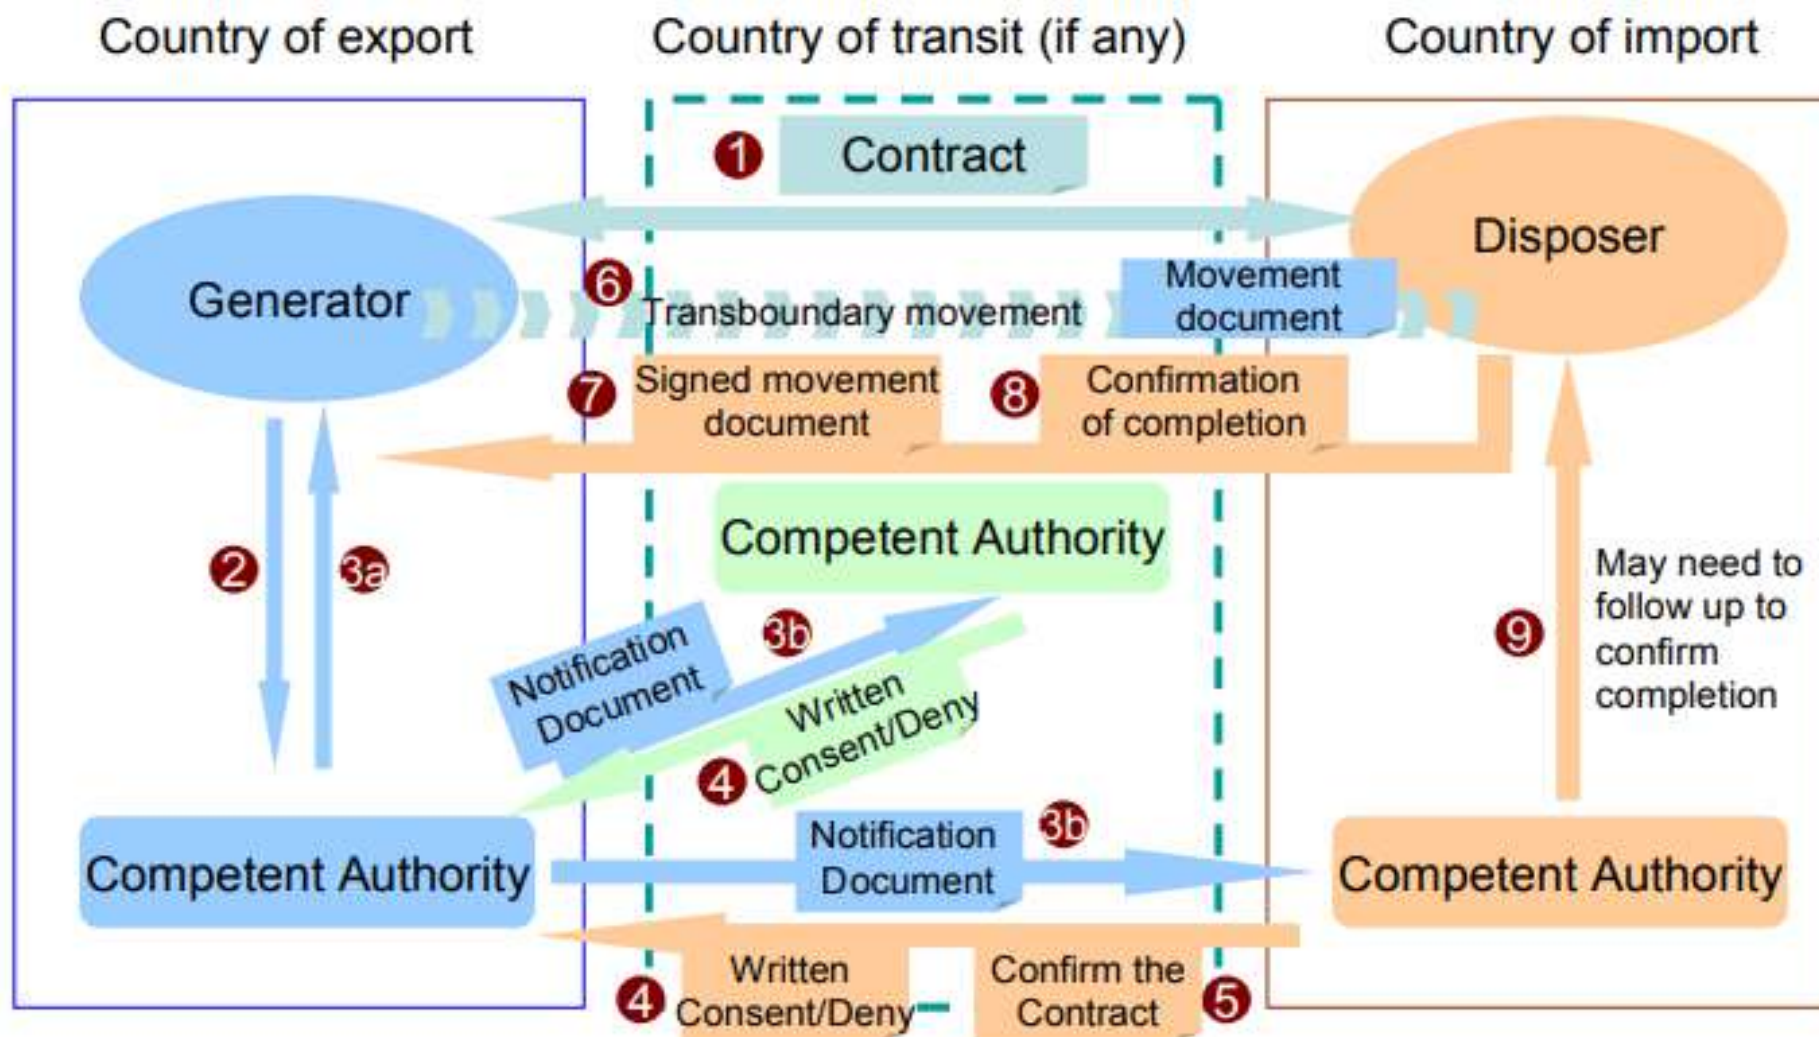 Country of export
Country of transit (if any)
Country of import
1
Contract
Generator
Disposer
6
Transboundary movement
Movement
document
7
Signed movement
document
8
Confirmation
of completion
2
3a
Competent Authority
9
May need to
follow up to
confirm
completion
Notification
Document
3b
4
Written
Consent/Deny
Competent Authority
Notification
Document
3b
Competent Authority
4
Written
Consent/Deny
Confirm the
Contract
5